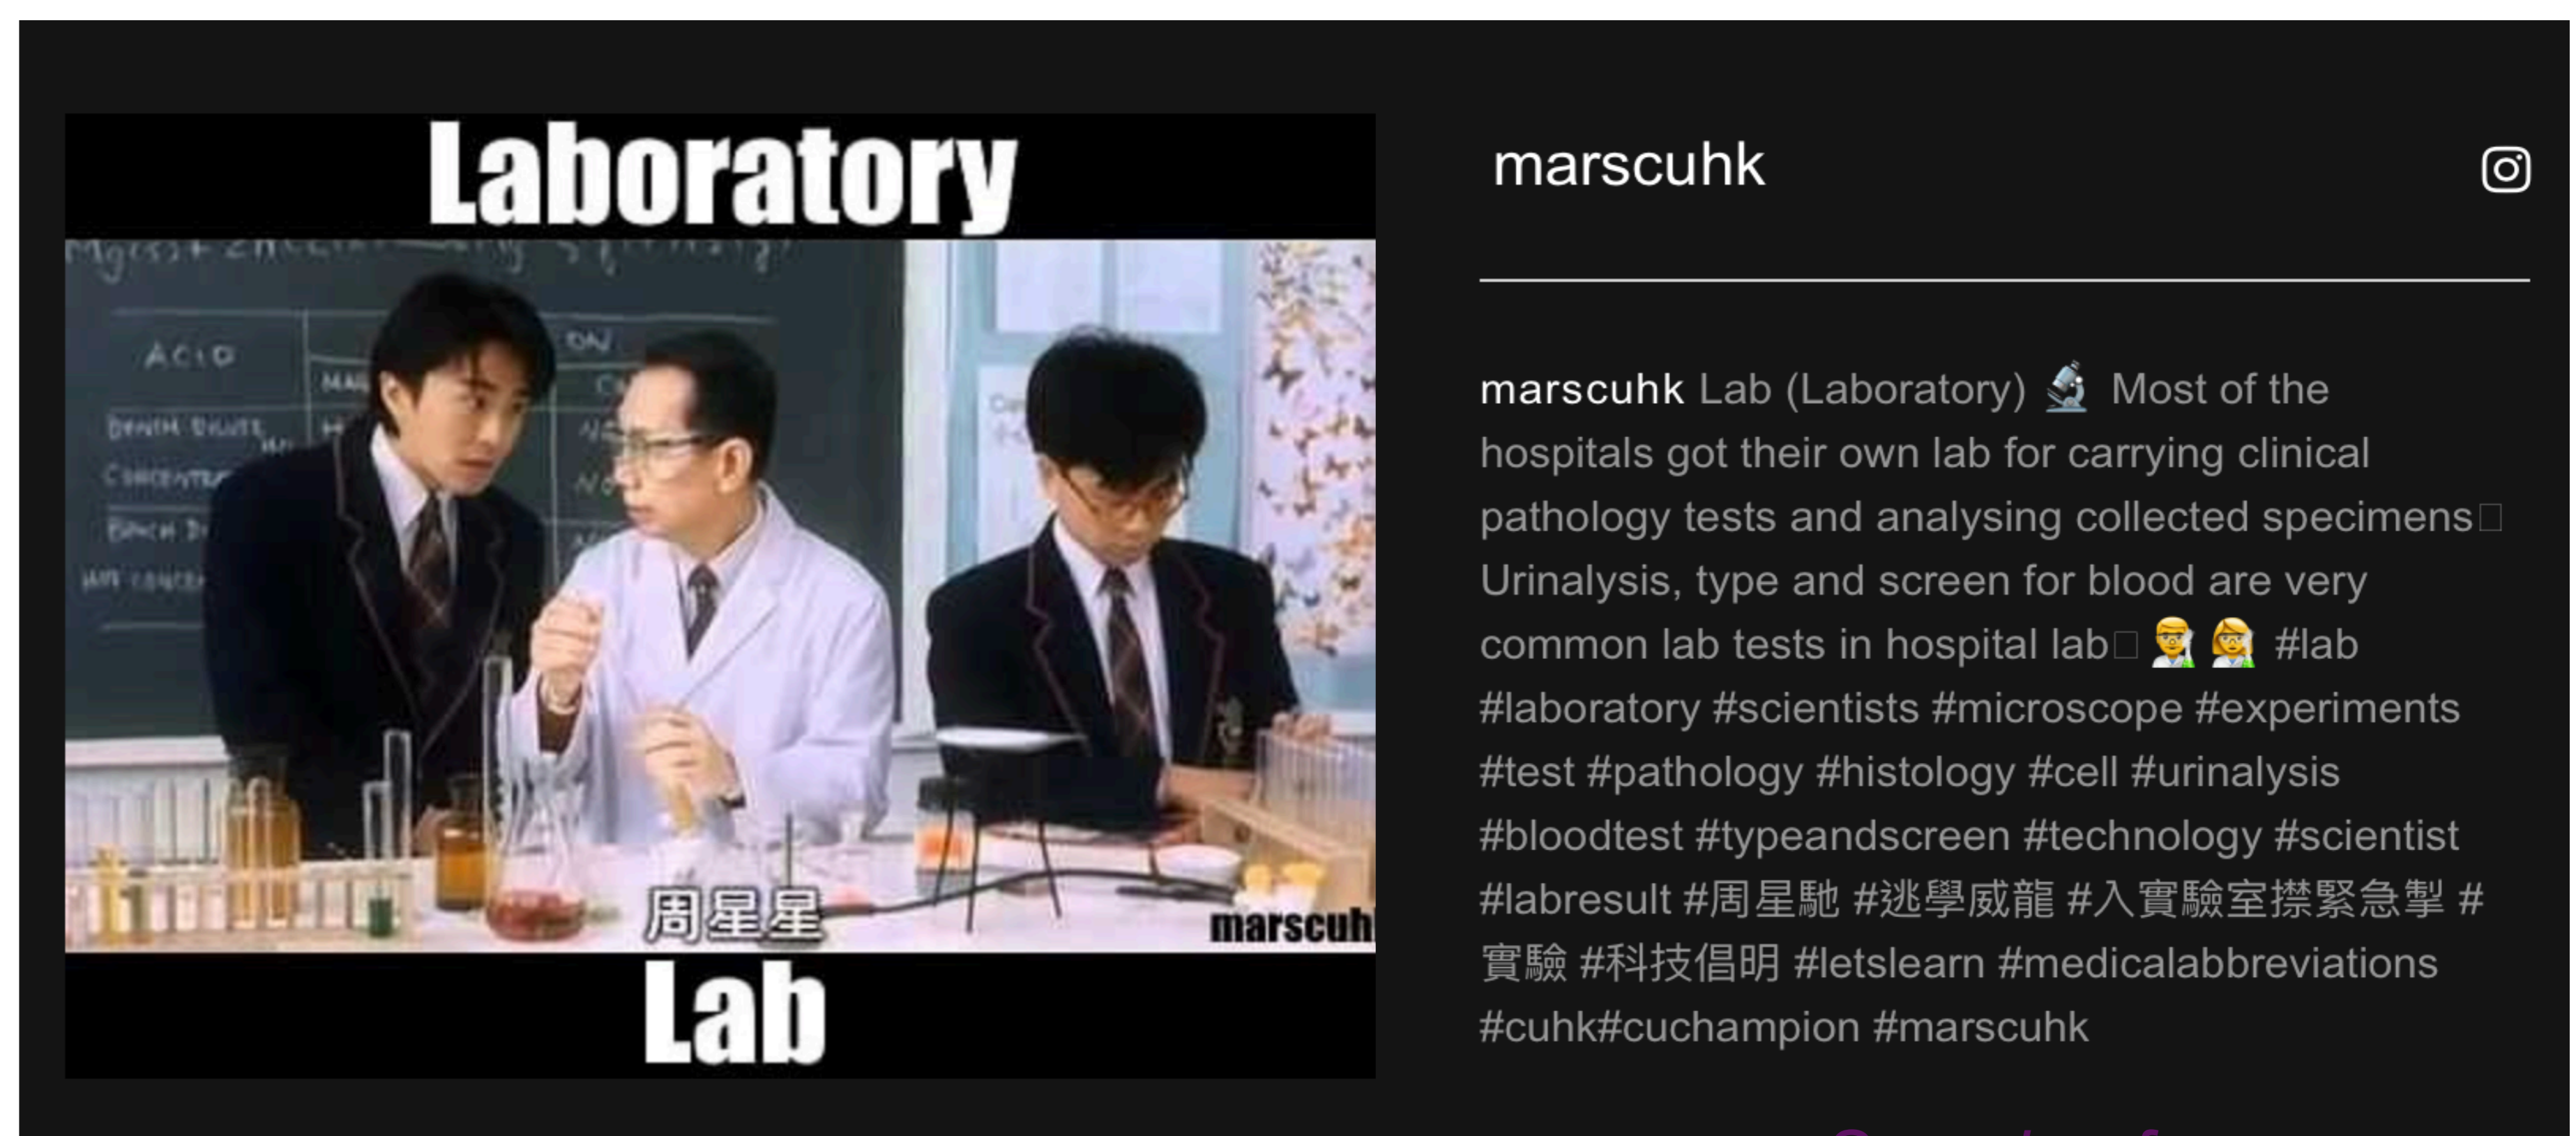 Laboratory
ACID
周星星
marscuh
Lab
marscuhk
marscuhk Lab (Laboratory) 🔬 Most of the
hospitals got their own lab for carrying clinical
pathology tests and analysing collected specimens
Urinalysis, type and screen for blood are very
common lab tests in hospital lab 👨‍🔬 👩‍🔬 #lab
#laboratory #scientists #microscope #experiments
#test #pathology #histology #cell #urinalysis
#bloodtest #typeandscreen #technology #scientist
#labresult #周星馳 #逃學威龍 #入實驗室㩒緊急掣 #
實驗 #科技倡明 #letslearn #medicalabbreviations
#cuhk#cuchampion #marscuhk